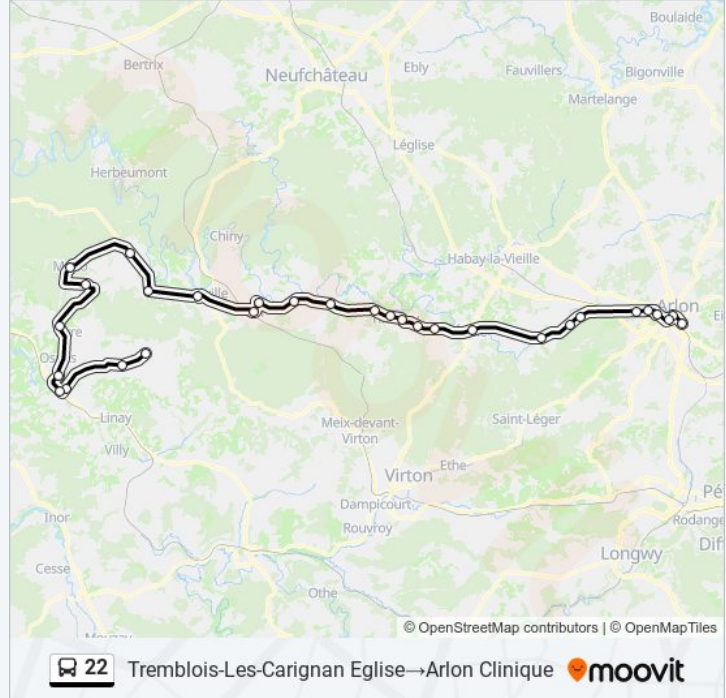 Boulaide
Bertrix
Neufchâteau
Ebly
Fauvillers
Bigonville
Martelange
Léglise
Herbeumont
Chiny
Habay-la-Vieille
Arlon
Linay
Meix-devant-
Virton
Saint-Léger
Villy
Virton
Ethe
Inor
Dampicourt
Rouvroy
Rodange
Longwy
Cesse
Othe
Mouzay
© OpenStreetMap contributors | © OpenMapTiles
22 Tremblois-Les-Carignan Eglise→Arlon Clinique moovit